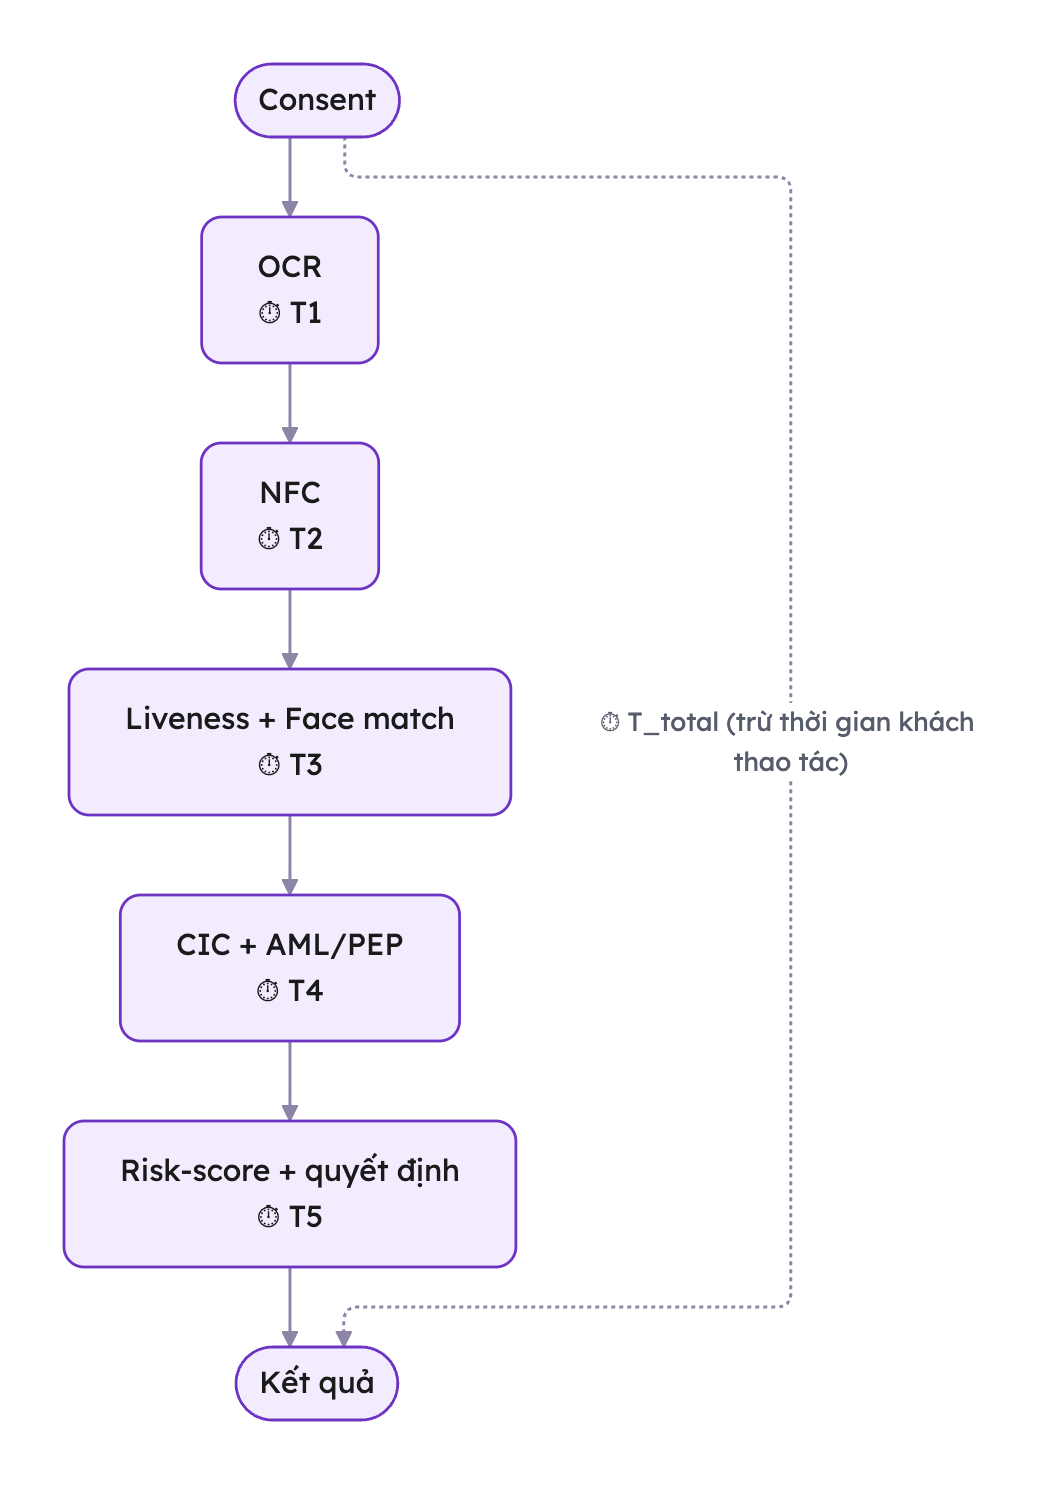 Consent
OCR
⏱ T1
NFC
⏱ T2
Liveness + Face match
⏱ T3
⏱ T_total (trừ thời gian khách
thao tác)
CIC + AML/PEP
⏱ T4
Risk-score + quyết định
⏱ T5
Kết quả